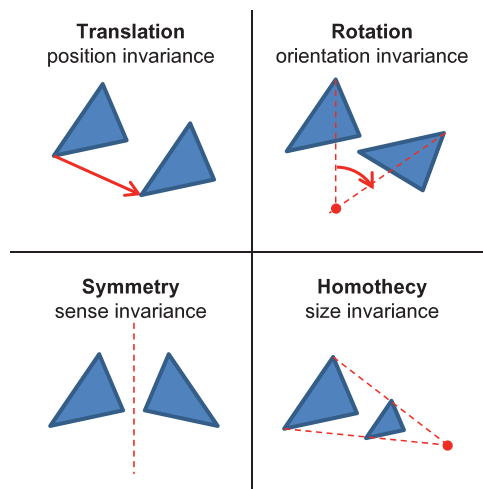 Translation
position invariance
Rotation
orientation invariance
Symmetry
sense invariance
Homothecy
size invariance